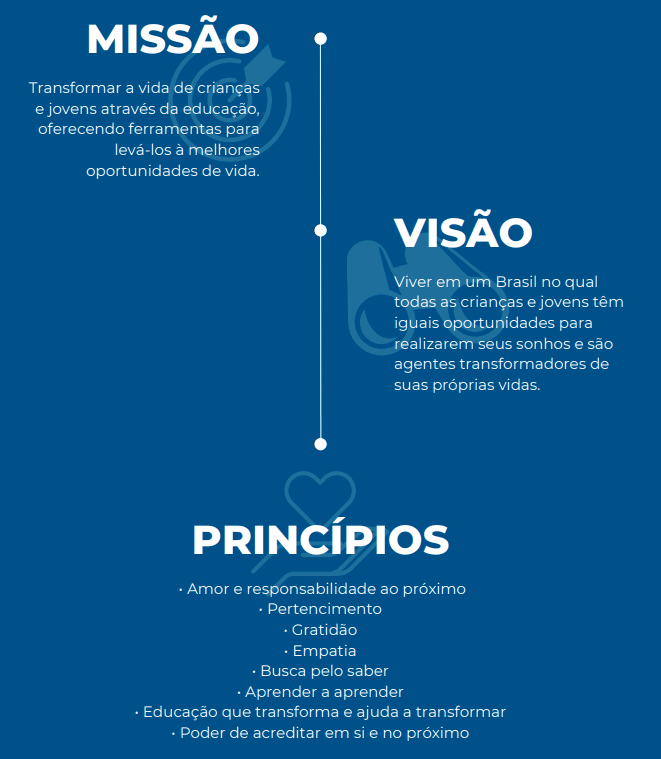 MISSÃO
Transformar a vida de crianças
e jovens através da educação,
oferecendo ferramentas para
levá-los à melhores
oportunidades de vida.
VISÃO
Viver em um Brasil no qual
todas as crianças e jovens têm
iguais oportunidades para
realizarem seus sonhos e são
agentes transformadores de
suas próprias vidas.
PRINCÍPIOS
• Amor e responsabilidade ao próximo
• Pertencimento
• Gratidão
• Empatia
• Busca pelo saber
• Aprender a aprender
• Educação que transforma e ajuda a transformar
• Poder de acreditar em si e no próximo